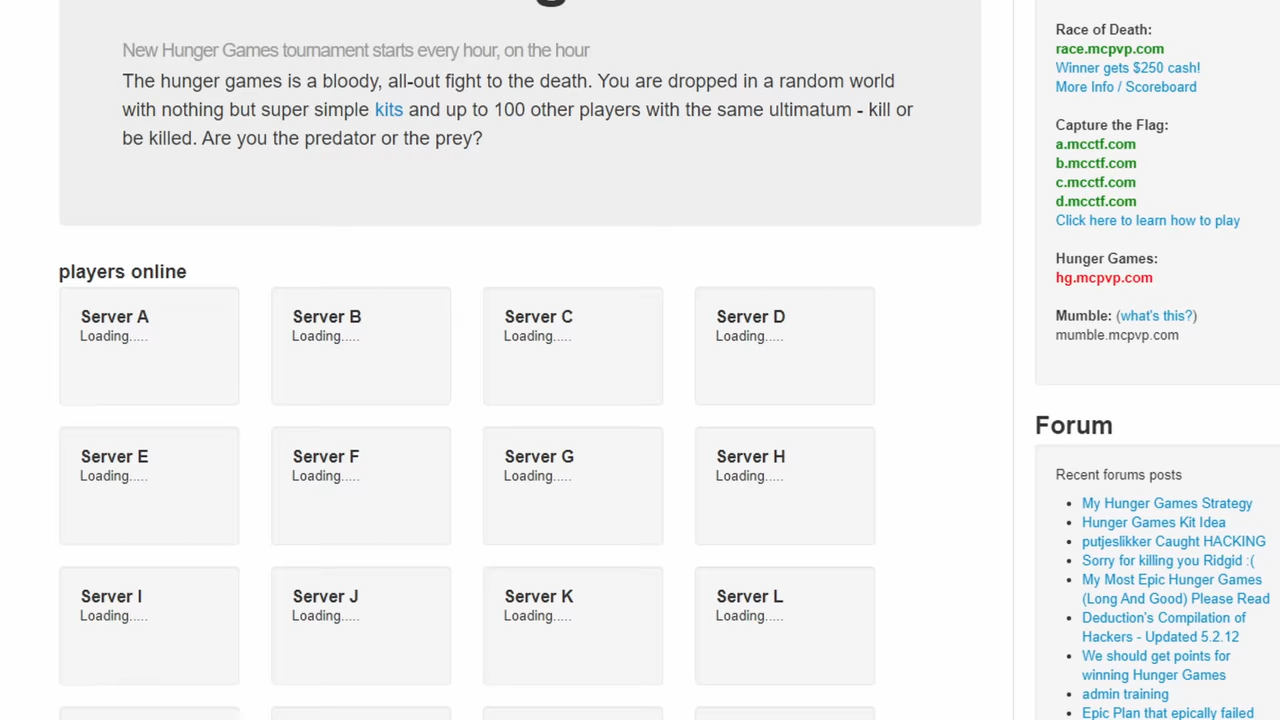 New Hunger Games tournament starts every hour, on the hour
The hunger games is a bloody, all-out fight to the death. You are dropped in a random world
with nothing but super simple kits and up to 100 other players with the same ultimatum - kill or
be killed. Are you the predator or the prey?
players online
Server A
Loading.....
Server B
Loading.....
Server C
Loading.....
Server D
Loading.....
Server E
Loading.....
Server F
Loading.....
Server G
Loading.....
Server H
Loading.....
Server I
Loading.....
Server J
Loading.....
Server K
Loading.....
Server L
Loading.....
Race of Death:
race.mcpvp.com
Winner gets $250 cash!
More Info / Scoreboard
Capture the Flag:
a.mcctf.com
b.mcctf.com
c.mcctf.com
d.mcctf.com
Click here to learn how to play
Hunger Games:
hg.mcpvp.com
Mumble: (what's this?)
mumble.mcpvp.com
Forum
Recent forums posts
My Hunger Games Strategy
Hunger Games Kit Idea
putjeslikker Caught HACKING
Sorry for killing you Ridgid :(
My Most Epic Hunger Games
(Long And Good) Please Read
Deduction's Compilation of
Hackers - Updated 5.2.12
We should get points for
winning Hunger Games
admin training
Epic Plan that epically failed